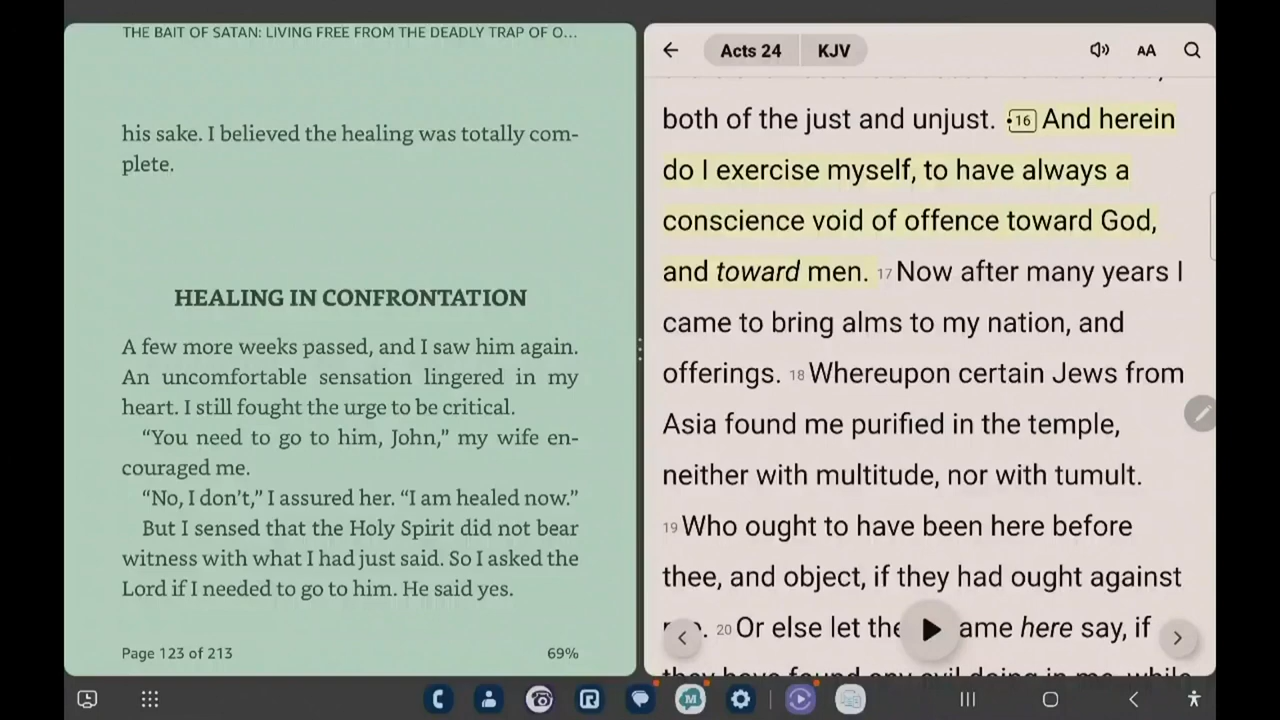 THE BAIT OF SATAN: LIVING FREE FROM THE DEADLY TRAP OF O...
his sake. I believed the healing was totally com-
plete.
HEALING IN CONFRONTATION
A few more weeks passed, and I saw him again.
An uncomfortable sensation lingered in my
heart. I still fought the urge to be critical.
“You need to go to him, John,” my wife en-
couraged me.
“No, I don’t,” I assured her. “I am healed now.”
But I sensed that the Holy Spirit did not bear
witness with what I had just said. So I asked the
Lord if I needed to go to him. He said yes.
Page 123 of 213 69%
Acts 24 KJV AA
both of the just and unjust. 16 And herein
do I exercise myself, to have always a
conscience void of offence toward God,
and toward men. 17 Now after many years I
came to bring alms to my nation, and
offerings. 18 Whereupon certain Jews from
Asia found me purified in the temple,
neither with multitude, nor with tumult.
19 Who ought to have been here before
thee, and object, if they had ought against
20 Or else let the ame here say, if
they have found any evil doing in me, while